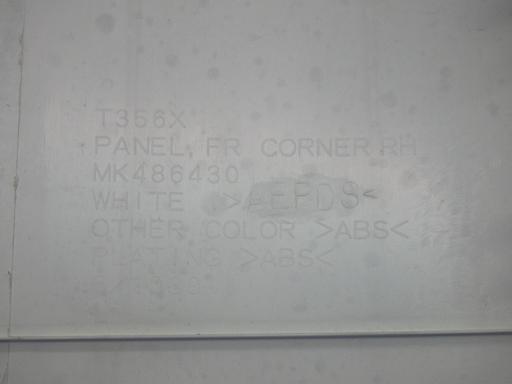 T356X
PANEL, FR CORNER RH
MK486430
WHITE >AEPDS<
OTHER COLOR >ABS<
PLATING >ABS<